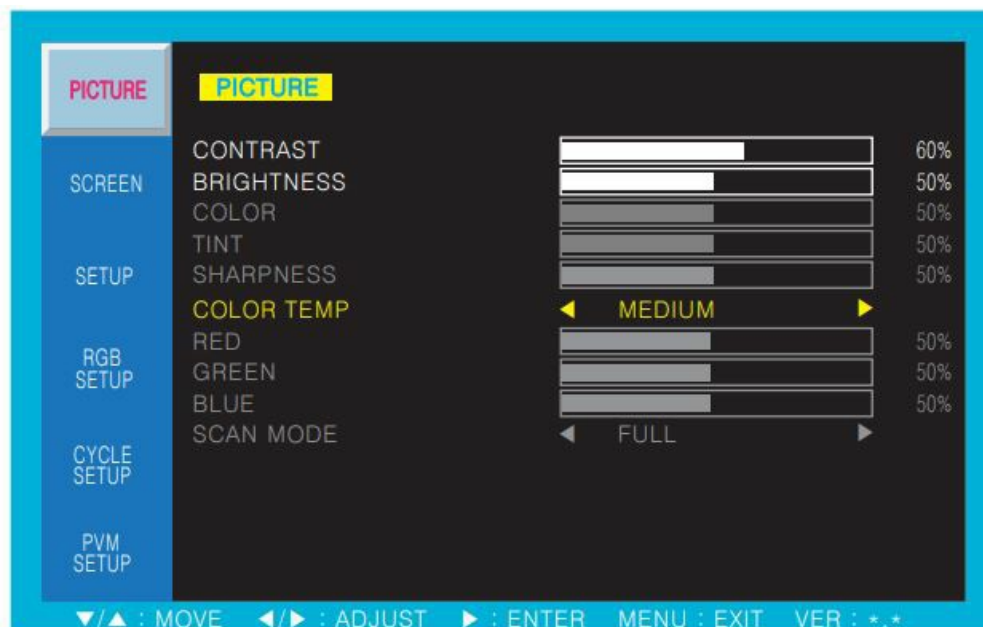 PICTURE
SCREEN
SETUP
RGB
SETUP
CYCLE
SETUP
PVM
SETUP
PICTURE
CONTRAST 60%
BRIGHTNESS 50%
COLOR 50%
TINT 50%
SHARPNESS 50%
COLOR TEMP ◀ MEDIUM ▶
RED 50%
GREEN 50%
BLUE 50%
SCAN MODE ◀ FULL ▶
▼/▲ : MOVE ◀/▶ : ADJUST ▶ : ENTER MENU : EXIT VER : *.*